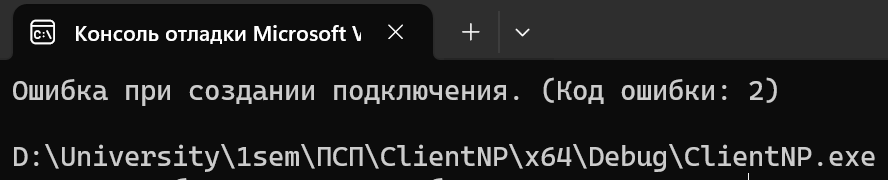 Консоль отладки Microsoft V
Ошибка при создании подключения. (Код ошибки: 2)
D:\University\1sem\ПСП\ClientNP\x64\Debug\ClientNP.exe